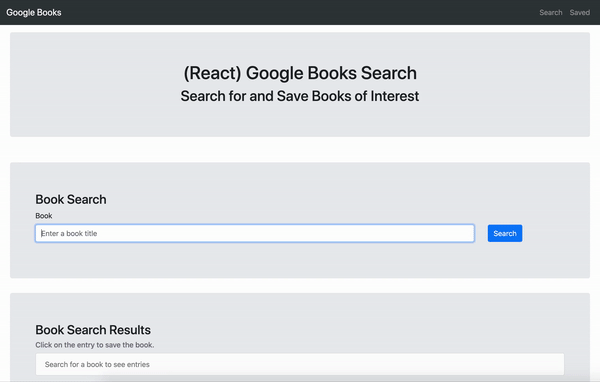 Google Books
Search
Saved
(React) Google Books Search
Search for and Save Books of Interest
Book Search
Book
Enter a book title
Search
Book Search Results
Click on the entry to save the book.
Search for a book to see entries